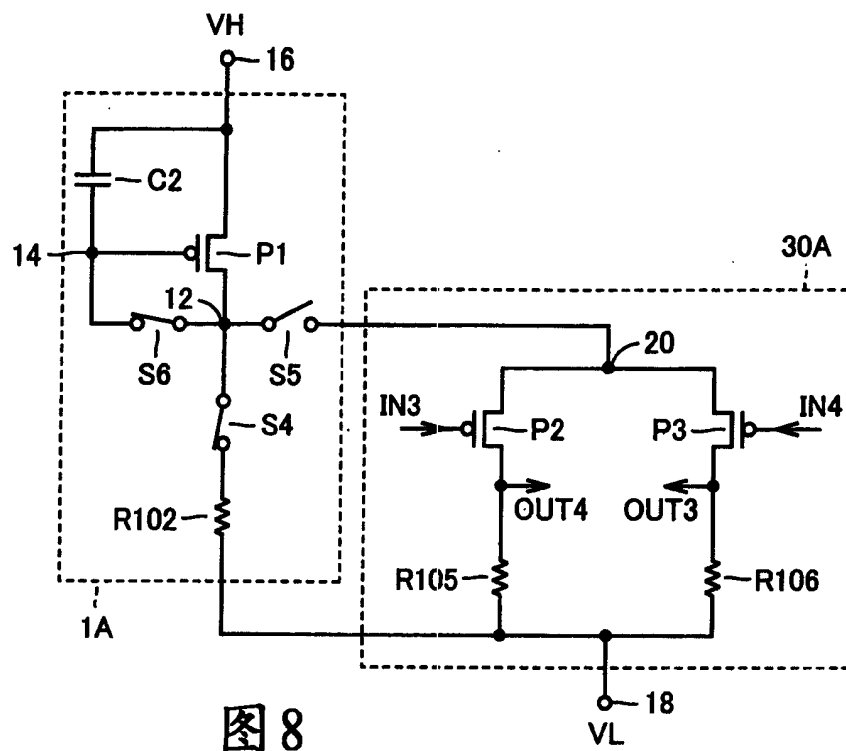 VH
16
C2
14
P1
30A
12
20
S6
S5
IN3
IN4
P2
P3
S4
OUT4
OUT3
R102
R105
R106
1A
18
VL
图 8